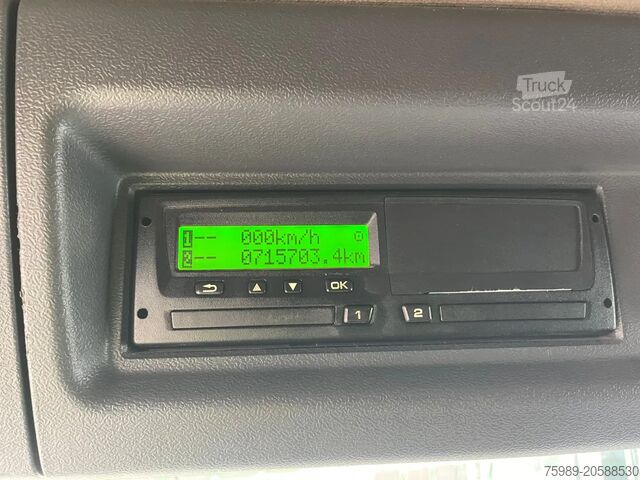 Truck
Scout24
1-- 000km/h
2-- 0715703.4km
OK
1
2
75989-20588530